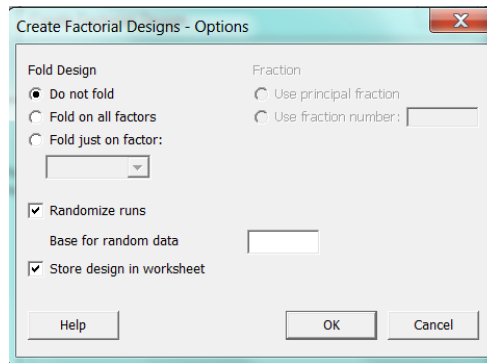 Create Factorial Designs - Options
X
Fold Design
Do not fold
Fold on all factors
Fold just on factor:
Fraction
Use principal fraction
Use fraction number:
Randomize runs
Base for random data
Store design in worksheet
Help
OK
Cancel